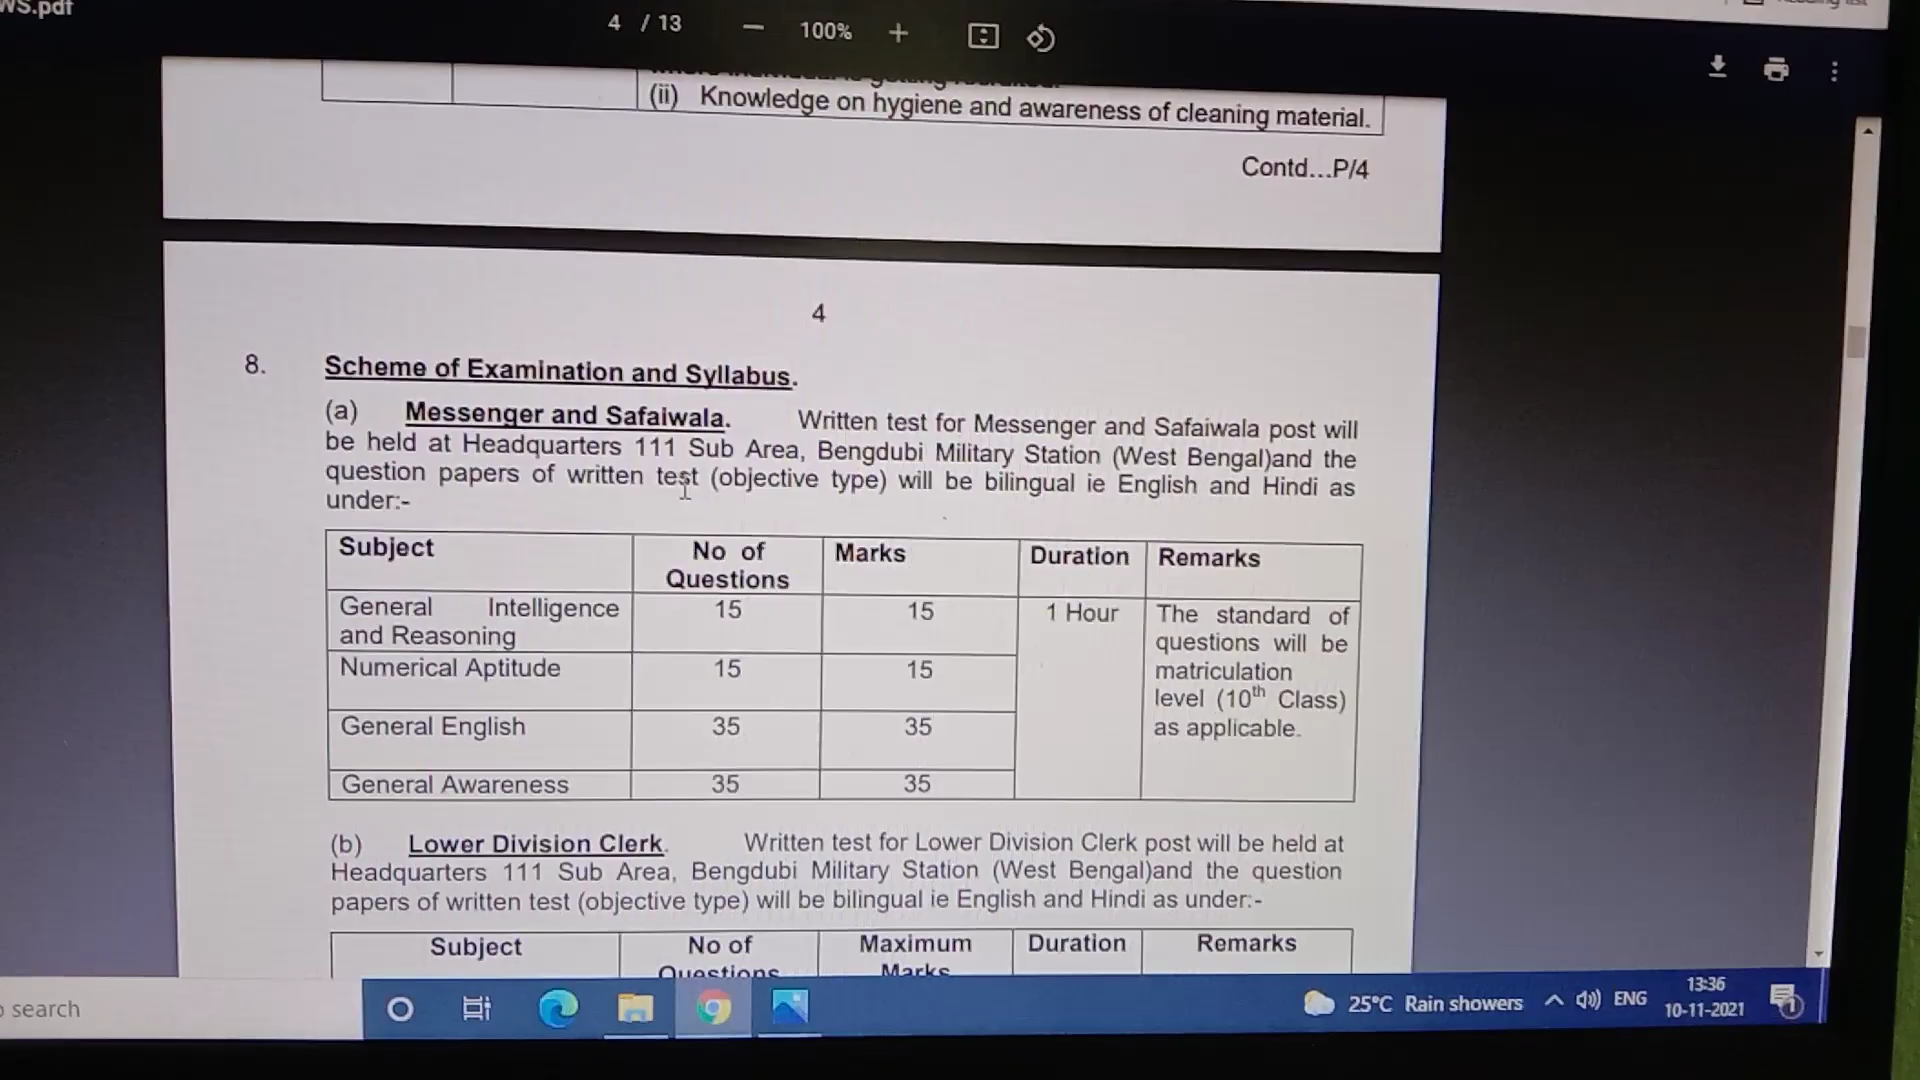 WS.pdf
4 / 13
100%
(ii) Knowledge on hygiene and awareness of cleaning material.
Contd...P/4
4
8. Scheme of Examination and Syllabus.
(a) Messenger and Safaiwala. Written test for Messenger and Safaiwala post will
be held at Headquarters 111 Sub Area, Bengdubi Military Station (West Bengal)and the
question papers of written test (objective type) will be bilingual ie English and Hindi as
under:-
Subject No of Questions Marks Duration Remarks
General Intelligence and Reasoning 15 15 1 Hour The standard of questions will be matriculation level (10th Class) as applicable.
Numerical Aptitude 15 15
General English 35 35
General Awareness 35 35
(b) Lower Division Clerk. Written test for Lower Division Clerk post will be held at
Headquarters 111 Sub Area, Bengdubi Military Station (West Bengal)and the question
papers of written test (objective type) will be bilingual ie English and Hindi as under:-
Subject No of Questions Maximum Marks Duration Remarks
search
25°C Rain showers
ENG
13:36
10-11-2021
1